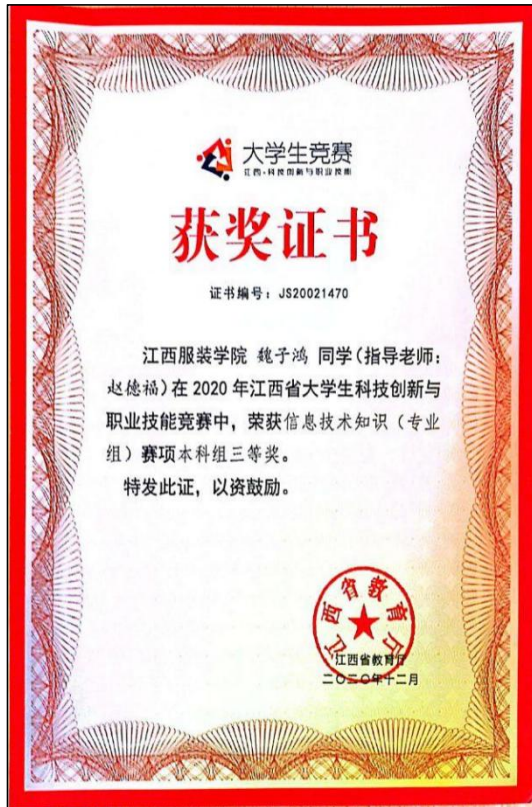 大学生竞赛
江西·科技创新与职业技能
获奖证书
证书编号：JS20021470
江西服装学院 魏子鸿 同学（指导老师：
赵德福）在 2020 年江西省大学生科技创新与
职业技能竞赛中，荣获信息技术知识（专业
组）赛项本科组三等奖。
特发此证，以资鼓励。
江西省教育厅
江西省教育厅
二〇二〇年十二月